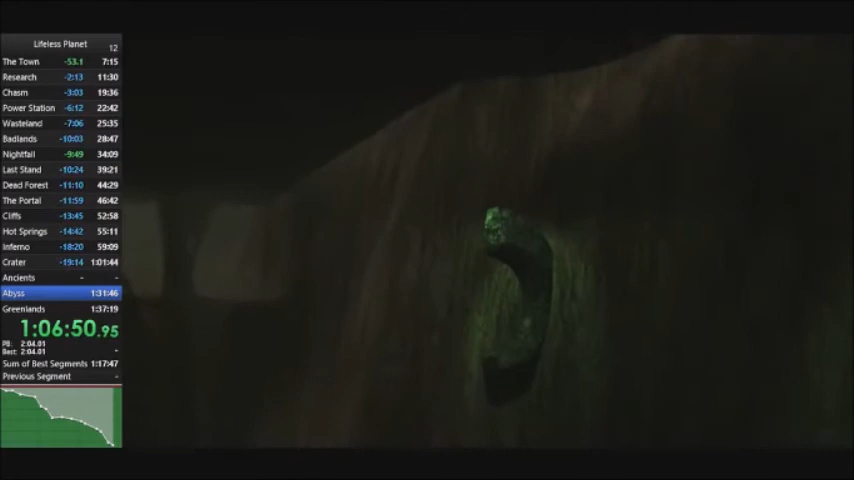 Lifeless Planet
12
The Town -53.1 7:15
Research -2:13 11:30
Chasm -3:03 19:36
Power Station -6:12 22:42
Wasteland -7:06 25:35
Badlands -10:03 28:47
Nightfall -9:49 34:09
Last Stand -10:24 39:21
Dead Forest -11:10 44:29
The Portal -11:59 46:42
Cliffs -13:45 52:58
Hot Springs -14:42 55:11
Inferno -18:20 59:09
Crater -19:14 1:01:44
Ancients - -
Abyss 1:31:46
Greenlands 1:37:19
1:06:50.95
PB: 2:04.01
Best: 2:04.01 -
Sum of Best Segments 1:17:47
Previous Segment -